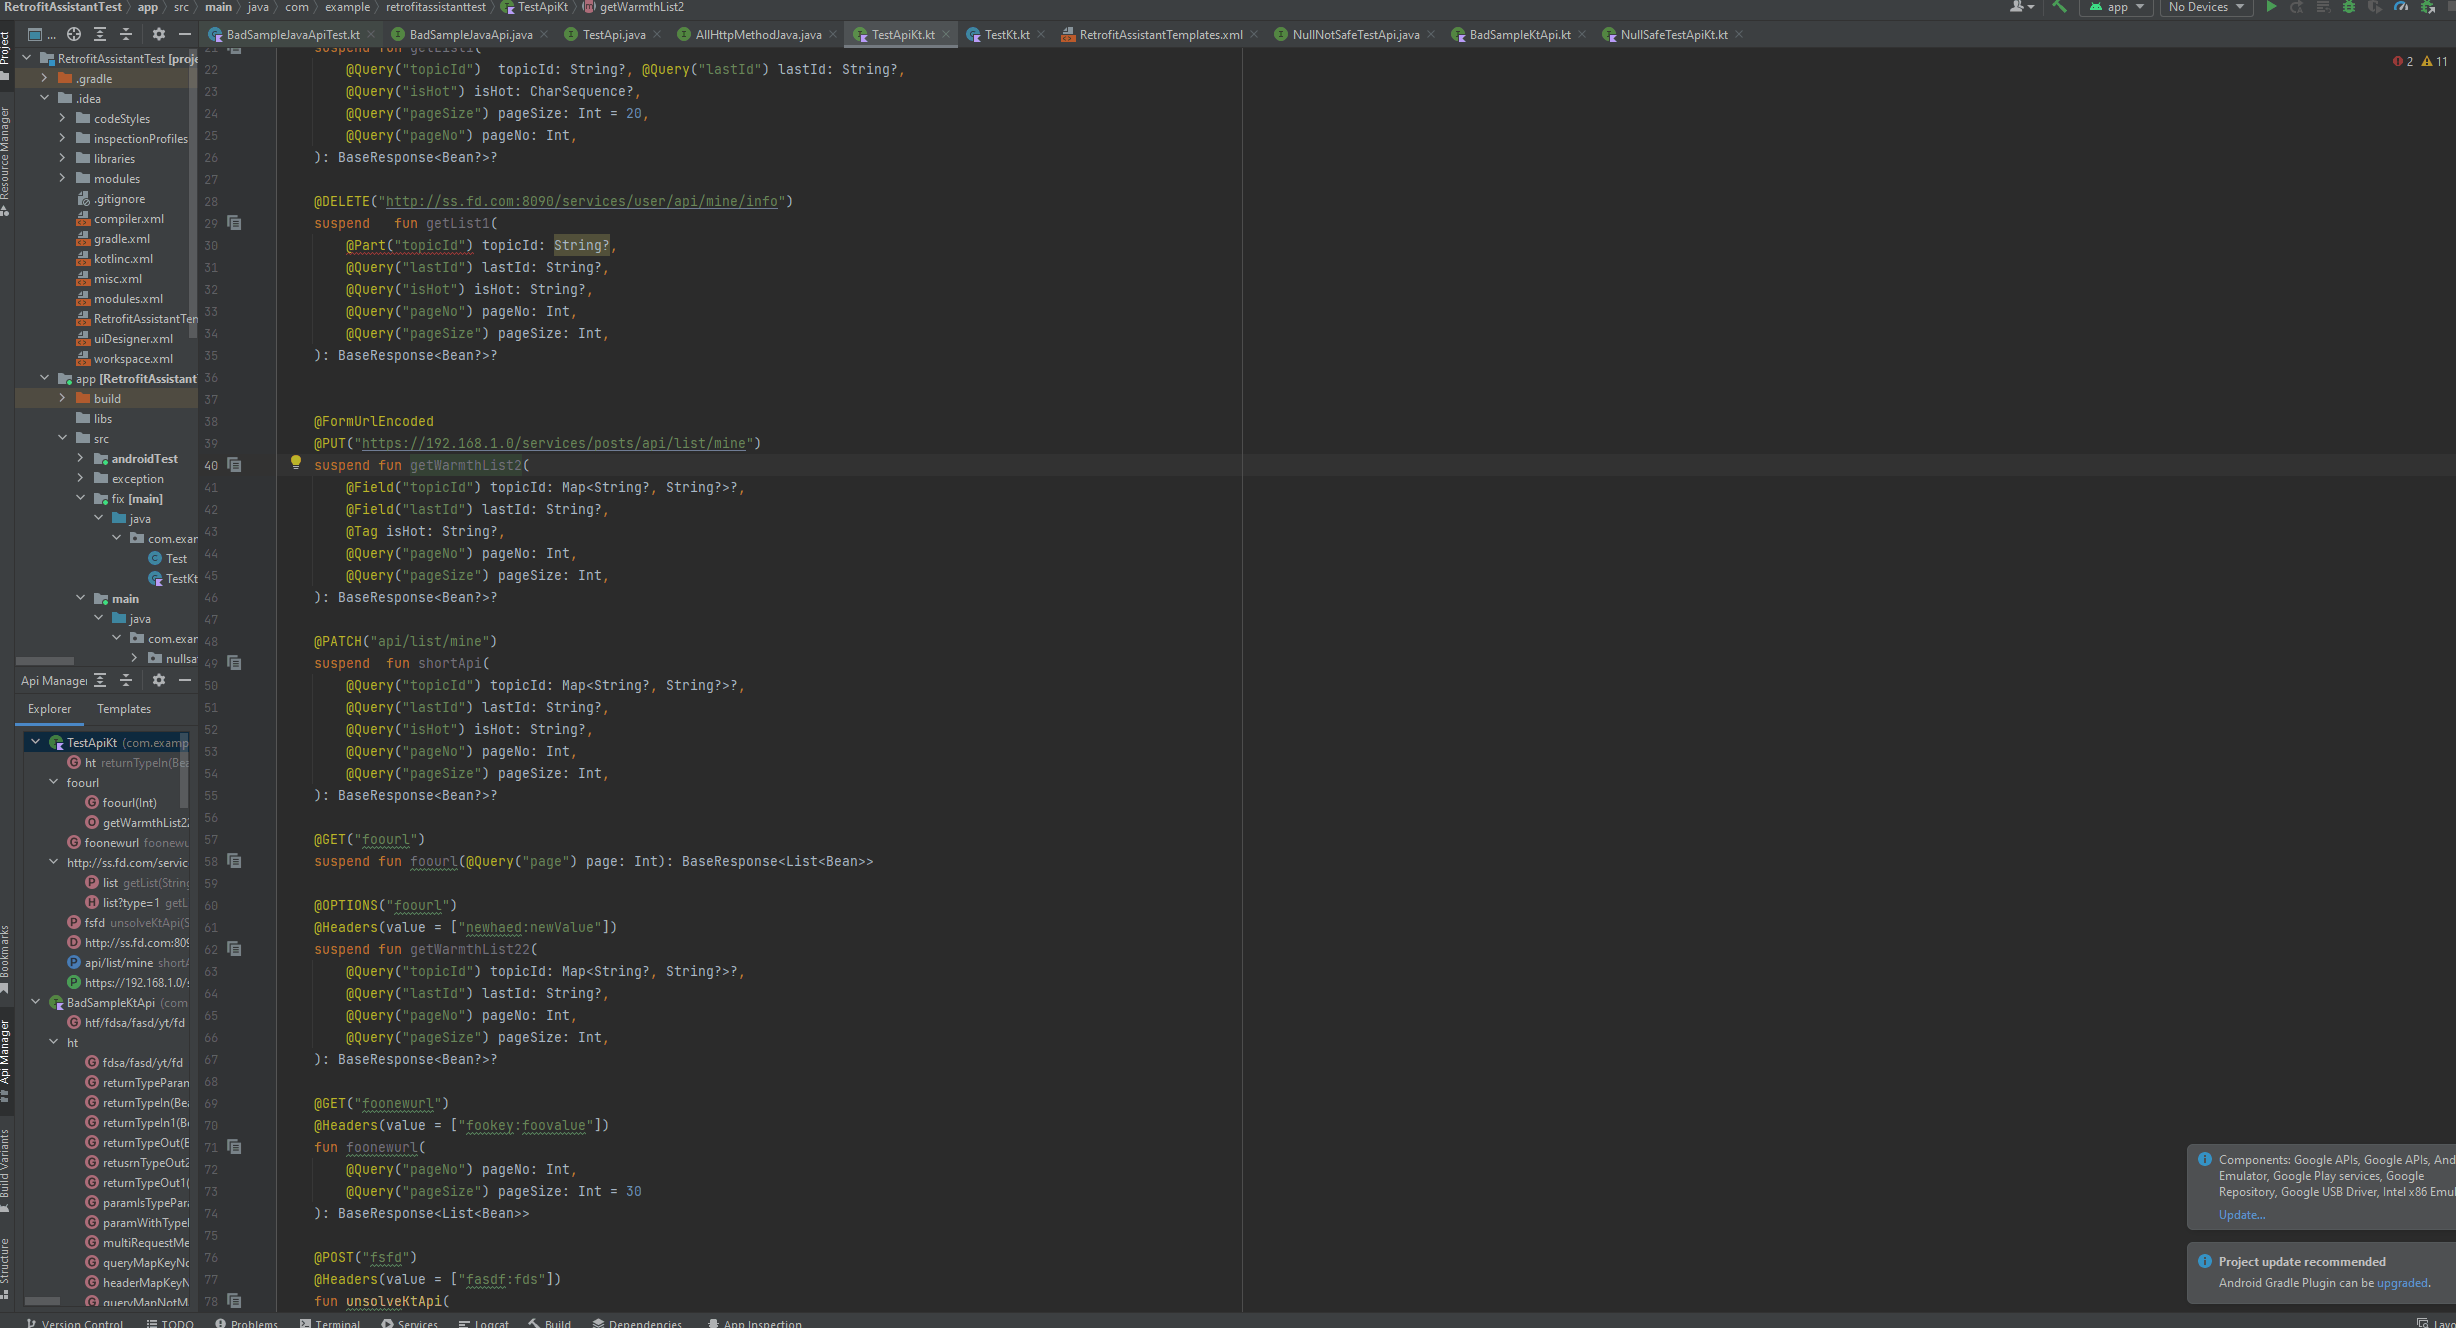 RetrofitAssistantTest app src main java com example retrofitassistanttest TestApiKt getWarmthList2
app No Devices
Project
...
BadSampleJavaApiTest.kt BadSampleJavaApi.java TestApi.java AllHttpMethodJava.java TestApiKt.kt TestKt.kt RetrofitAssistantTemplates.xml NullNotSafeTestApi.java BadSampleKtApi.kt NullSafeTestApiKt.kt
2 11
RetrofitAssistantTest [proje
.gradle
.idea
codeStyles
inspectionProfiles
libraries
modules
.gitignore
compiler.xml
gradle.xml
kotlinc.xml
misc.xml
modules.xml
RetrofitAssistantTen
uiDesigner.xml
workspace.xml
app [RetrofitAssistant
build
libs
src
androidTest
exception
fix [main]
java
com.exar
Test
TestKt
main
java
com.exar
nullsa
Resource Manager
Bookmarks
Api Manager
Build Variants
Structure
Api Manager
Explorer Templates
TestApiKt (com.examp
ht returnTypeIn(Bea
foourl
foourl(Int)
getWarmthList22
foonewurl foonewu
http://ss.fd.com/servic
list getList(String
list?type=1 getL
fsfd unsolveKtApi(S
http://ss.fd.com:809
api/list/mine shortA
https://192.168.1.0/s
BadSampleKtApi (com
htf/fdsa/fasd/yt/fd
ht
fdsa/fasd/yt/fd
returnTypeParan
returnTypeIn(Bea
returnTypeIn1(Be
returnTypeOut(B
retusrnTypeOut2
returnTypeOut1(
paramIsTypePara
paramWithTypeI
multiRequestMe
queryMapKeyNo
headerMapKeyN
queryMapNotM
21 suspend fun getList1(
22 @Query("topicId")  topicId: String?, @Query("lastId") lastId: String?,
23 @Query("isHot") isHot: CharSequence?,
24 @Query("pageSize") pageSize: Int = 20,
25 @Query("pageNo") pageNo: Int,
26 ): BaseResponse<Bean?>?
27
28 @DELETE("http://ss.fd.com:8090/services/user/api/mine/info")
29 suspend   fun getList1(
30 @Part("topicId") topicId: String?,
31 @Query("lastId") lastId: String?,
32 @Query("isHot") isHot: String?,
33 @Query("pageNo") pageNo: Int,
34 @Query("pageSize") pageSize: Int,
35 ): BaseResponse<Bean?>?
36
37
38 @FormUrlEncoded
39 @PUT("https://192.168.1.0/services/posts/api/list/mine")
40 suspend fun getWarmthList2(
41 @Field("topicId") topicId: Map<String?, String?>?,
42 @Field("lastId") lastId: String?,
43 @Tag isHot: String?,
44 @Query("pageNo") pageNo: Int,
45 @Query("pageSize") pageSize: Int,
46 ): BaseResponse<Bean?>?
47
48 @PATCH("api/list/mine")
49 suspend  fun shortApi(
50 @Query("topicId") topicId: Map<String?, String?>?,
51 @Query("lastId") lastId: String?,
52 @Query("isHot") isHot: String?,
53 @Query("pageNo") pageNo: Int,
54 @Query("pageSize") pageSize: Int,
55 ): BaseResponse<Bean?>?
56
57 @GET("foourl")
58 suspend fun foourl(@Query("page") page: Int): BaseResponse<List<Bean>>
59
60 @OPTIONS("foourl")
61 @Headers(value = ["newhaed:newValue"])
62 suspend fun getWarmthList22(
63 @Query("topicId") topicId: Map<String?, String?>?,
64 @Query("lastId") lastId: String?,
65 @Query("pageNo") pageNo: Int,
66 @Query("pageSize") pageSize: Int,
67 ): BaseResponse<Bean?>?
68
69 @GET("foonewurl")
70 @Headers(value = ["fookey:foovalue"])
71 fun foonewurl(
72 @Query("pageNo") pageNo: Int,
73 @Query("pageSize") pageSize: Int = 30
74 ): BaseResponse<List<Bean>>
75
76 @POST("fsfd")
77 @Headers(value = ["fasdf:fds"])
78 fun unsolveKtApi(
Components: Google APIs, Google APIs, And
Emulator, Google Play services, Google
Repository, Google USB Driver, Intel x86 Emu
Update...
Project update recommended
Android Gradle Plugin can be upgraded.
Version Control TODO Problems Terminal Services Logcat Build Dependencies App Inspection Layo